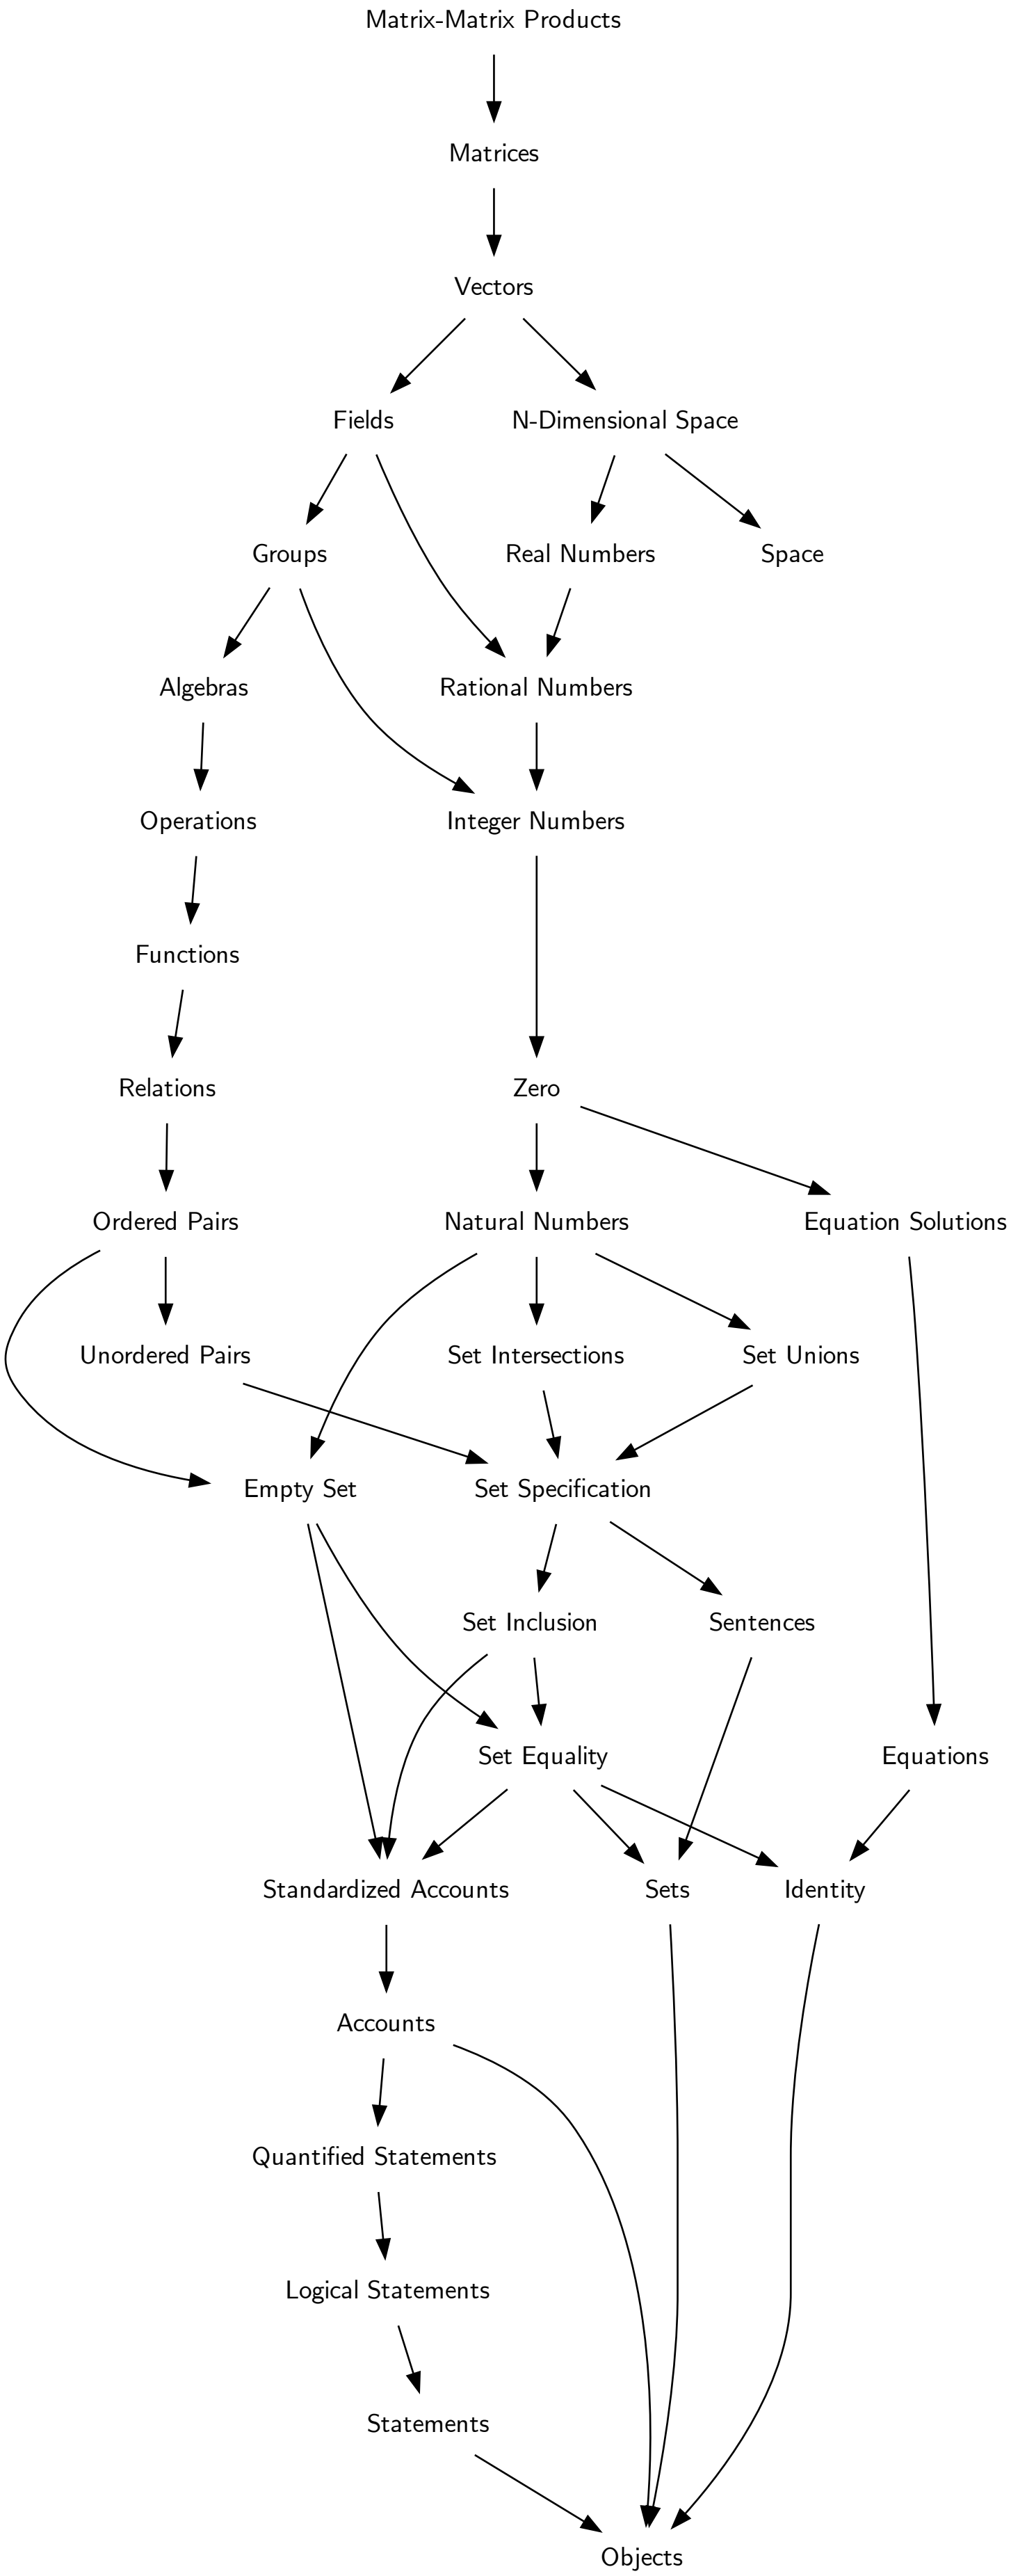 Matrix-Matrix Products
Matrices
Vectors
Fields
N-Dimensional Space
Groups
Real Numbers
Space
Algebras
Rational Numbers
Operations
Integer Numbers
Functions
Relations
Zero
Ordered Pairs
Natural Numbers
Equation Solutions
Unordered Pairs
Set Intersections
Set Unions
Empty Set
Set Specification
Set Inclusion
Sentences
Set Equality
Equations
Standardized Accounts
Sets
Identity
Accounts
Quantified Statements
Logical Statements
Statements
Objects